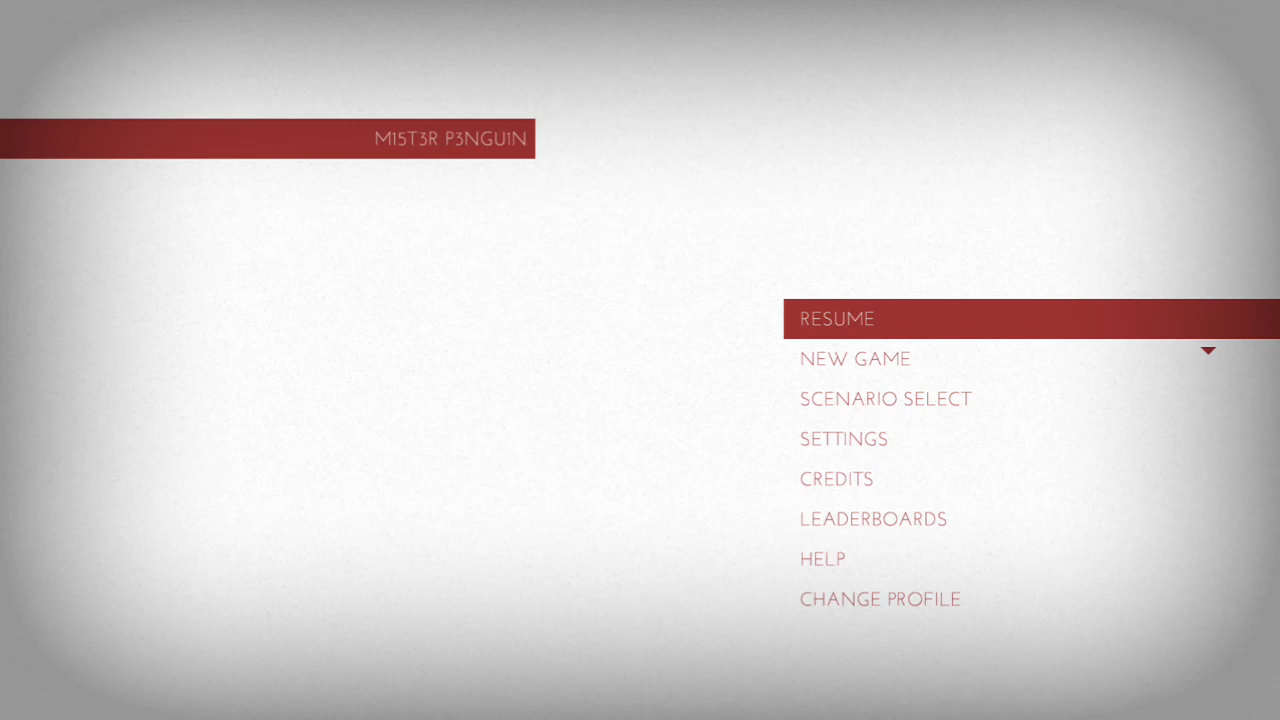 M15T3R P3NGU1N
RESUME
NEW GAME
SCENARIO SELECT
SETTINGS
CREDITS
LEADERBOARDS
HELP
CHANGE PROFILE